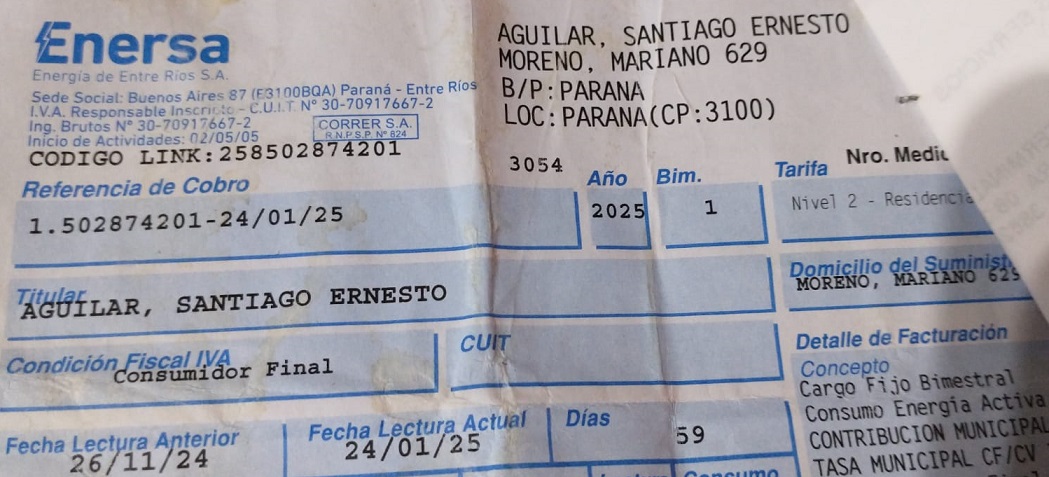 Enersa
Energía de Entre Ríos S.A.
Sede Social: Buenos Aires 87 (E3100BQA) Paraná - Entre Ríos
I.V.A. Responsable Inscripto - C.U.I.T. N° 30-70917667-2
Ing. Brutos N° 30-70917667-2
Inicio de Actividades: 02/05/05
CORRER S.A.
R.N.P.S.P. N° 824
CODIGO LINK:258502874201
AGUILAR, SANTIAGO ERNESTO
MORENO, MARIANO 629
B/P:PARANA
LOC:PARANA(CP:3100)
3054
Referencia de Cobro
1.502874201-24/01/25
Año
2025
Bim.
1
Tarifa
Nivel 2 - Residencia
Nro. Medic
Titular
AGUILAR, SANTIAGO ERNESTO
Domicilio del Suminist
MORENO, MARIANO 629
Condición Fiscal IVA
Consumidor Final
CUIT
Detalle de Facturación
Concepto
Cargo Fijo Bimestral
Consumo Energía Activa
CONTRIBUCION MUNICIPAL
TASA MUNICIPAL CF/CV
Fecha Lectura Anterior
26/11/24
Fecha Lectura Actual
24/01/25
Días
59
Consumo